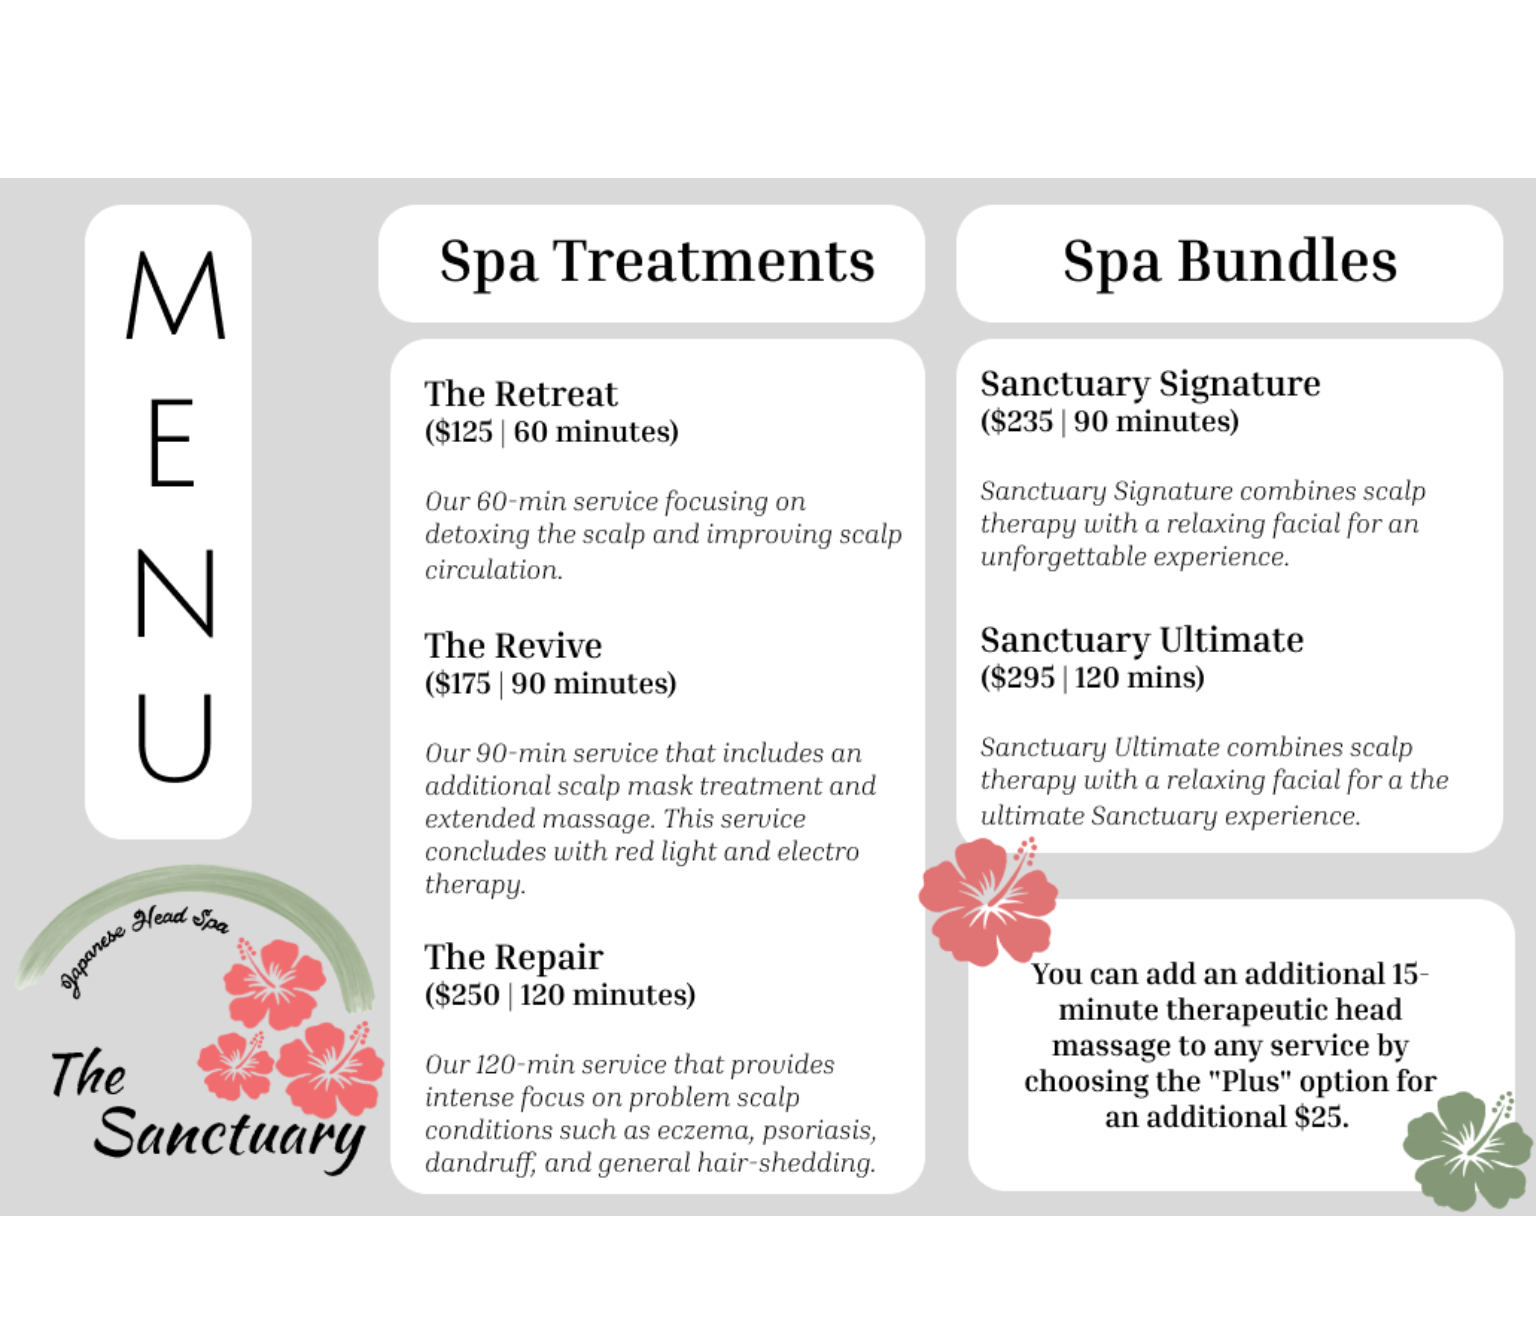 M
E
N
U
Japanese Head Spa
The
Sanctuary
Spa Treatments
The Retreat
($125 | 60 minutes)
Our 60-min service focusing on
detoxing the scalp and improving scalp
circulation.
The Revive
($175 | 90 minutes)
Our 90-min service that includes an
additional scalp mask treatment and
extended massage. This service
concludes with red light and electro
therapy.
The Repair
($250 | 120 minutes)
Our 120-min service that provides
intense focus on problem scalp
conditions such as eczema, psoriasis,
dandruff, and general hair-shedding.
Spa Bundles
Sanctuary Signature
($235 | 90 minutes)
Sanctuary Signature combines scalp
therapy with a relaxing facial for an
unforgettable experience.
Sanctuary Ultimate
($295 | 120 mins)
Sanctuary Ultimate combines scalp
therapy with a relaxing facial for a the
ultimate Sanctuary experience.
You can add an additional 15-
minute therapeutic head
massage to any service by
choosing the "Plus" option for
an additional $25.